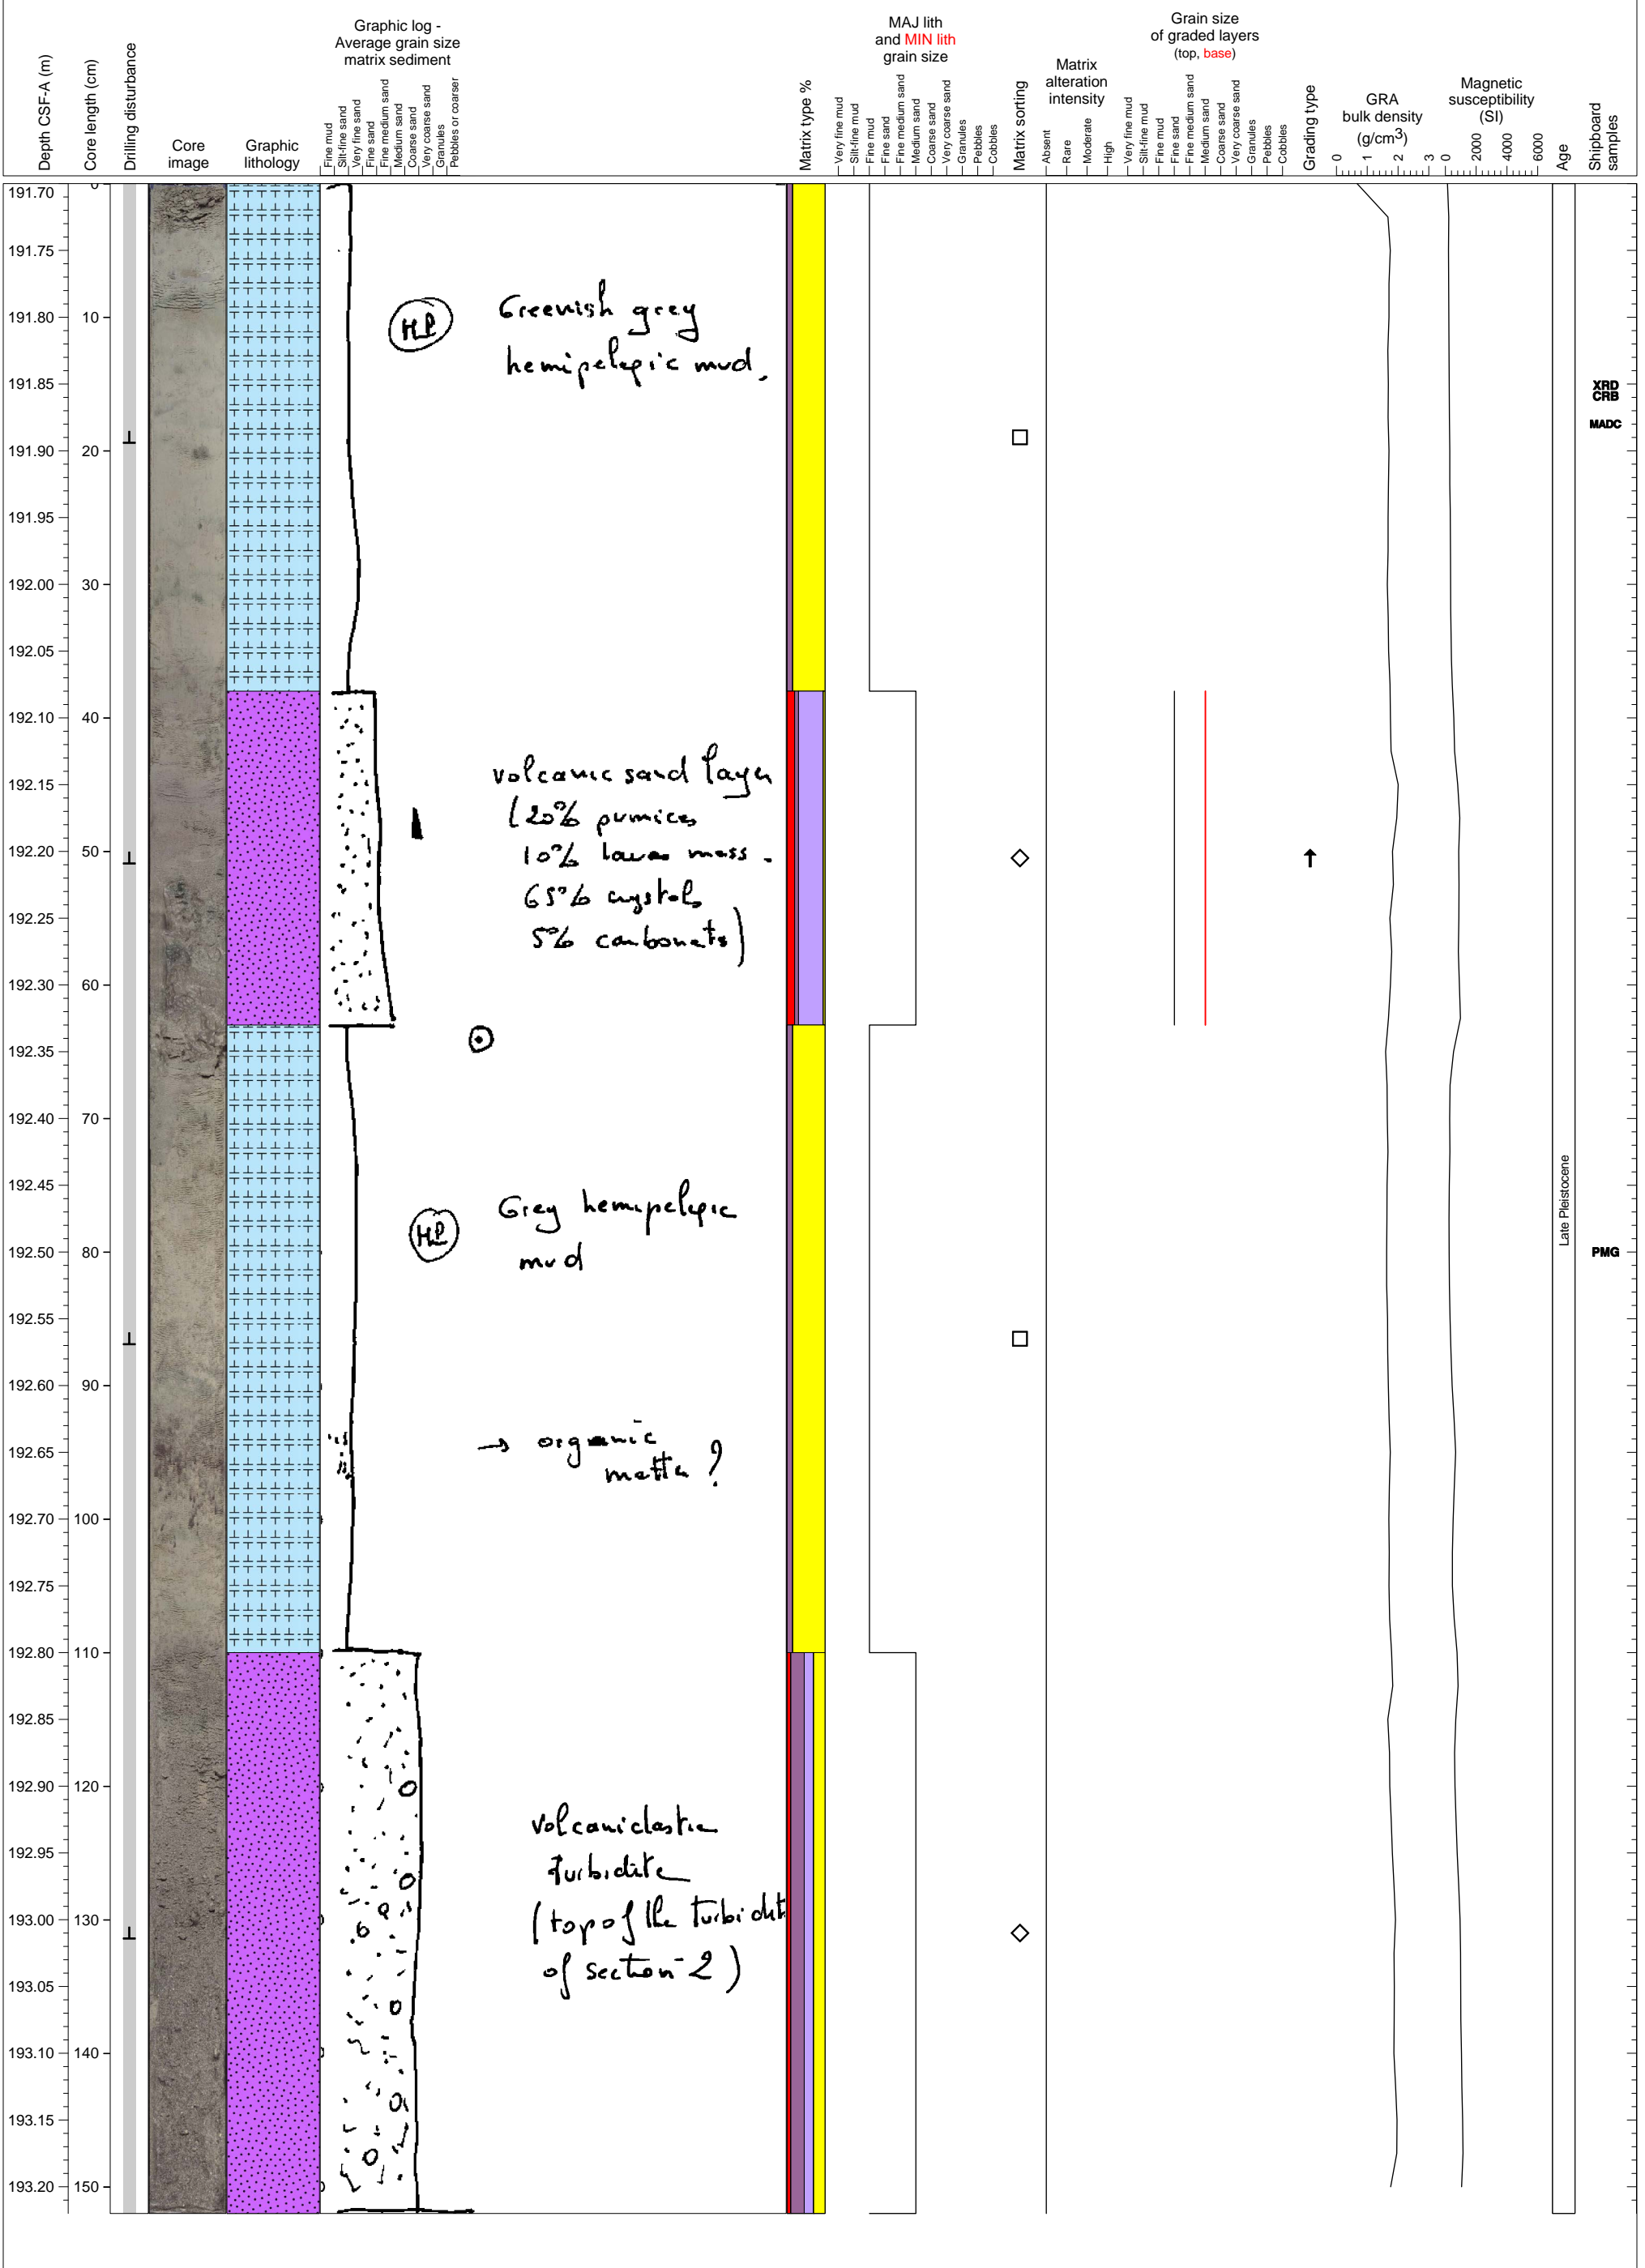 Depth CSF-A (m)
Core length (cm)
Drilling disturbance
Core
image
Graphic
lithology
Graphic log -
Average grain size
matrix sediment
Fine mud
Slit-fine sand
Very fine sand
Fine sand
Fine medium sand
Medium sand
Coarse sand
Very coarse sand
Granules
Pebbles or coarser
Matrix type %
MAJ lith
and MIN lith
grain size
Very fine mud
Silt-fine mud
Fine mud
Fine sand
Fine medium sand
Medium sand
Coarse sand
Very coarse sand
Granules
Pebbles
Cobbles
Matrix sorting
Matrix
alteration
intensity
Absent
Rare
Moderate
High
Grain size
of graded layers
(top, base)
Very fine mud
Silt-fine mud
Fine mud
Fine sand
Fine medium sand
Medium sand
Coarse sand
Very coarse sand
Granules
Pebbles
Cobbles
Grading type
GRA
bulk density
(g/cm3)
0 1 2 3
Magnetic
susceptibility
(SI)
0 2000 4000 6000
Age
Shipboard
samples
191.70 0
191.75
191.80 10
191.85
191.90 20
191.95
192.00 30
192.05
192.10 40
192.15
192.20 50
192.25
192.30 60
192.35
192.40 70
192.45
192.50 80
192.55
192.60 90
192.65
192.70 100
192.75
192.80 110
192.85
192.90 120
192.95
193.00 130
193.05
193.10 140
193.15
193.20 150
HP
Greenish grey
hemipelagic mud.
XRD
CRB
MADC
volcanic sand layer
(20% pumices
10%
65% crystals
5% carbonats)
HP
Grey hemipelagic
mud
Late Pleistocene
PMG
→ organic
matter ?
volcaniclastic
turbidite
(top of the turbidit
of section-2)